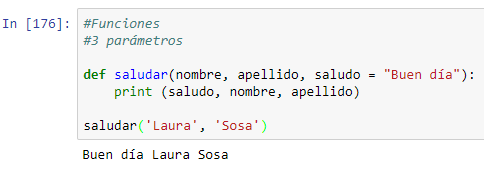 In [176]: #Funciones
#3 parámetros
def saludar(nombre, apellido, saludo = "Buen día"):
    print (saludo, nombre, apellido)
saludar('Laura', 'Sosa')
Buen día Laura Sosa